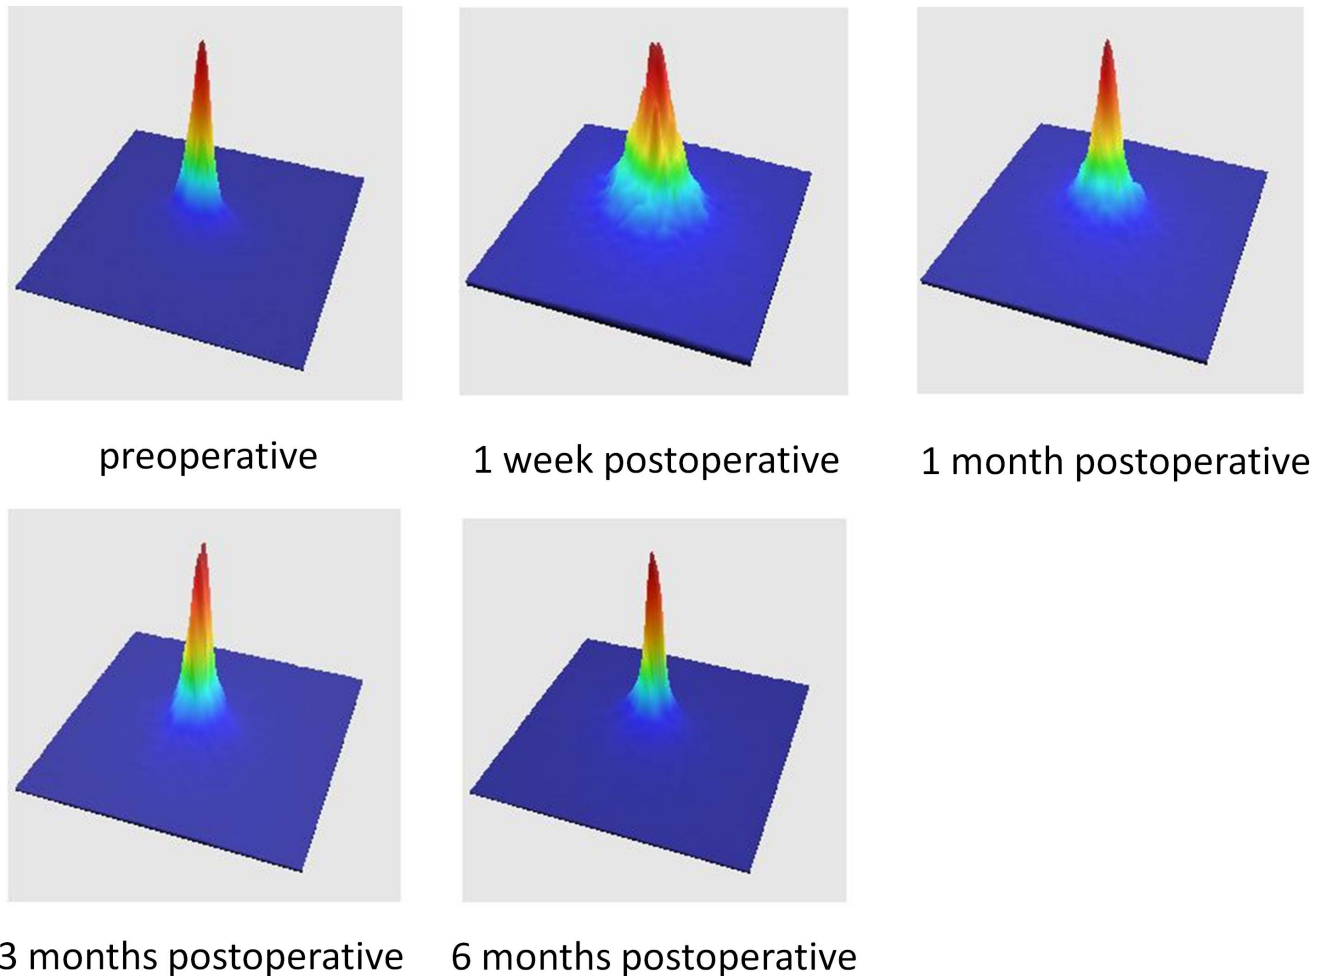 preoperative
1 week postoperative
1 month postoperative
3 months postoperative
6 months postoperative